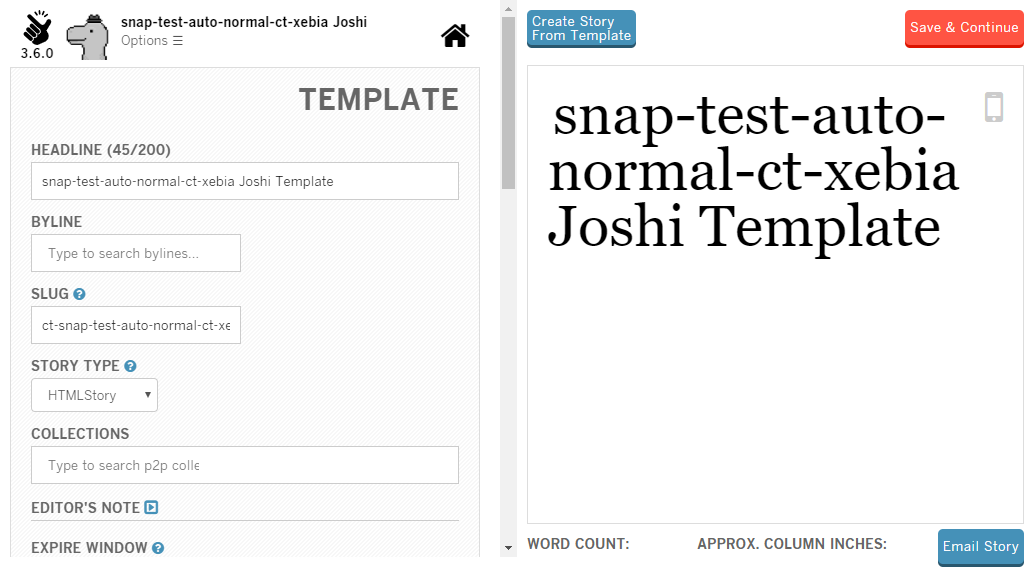 snap-test-auto-normal-ct-xebia Joshi
Options ☰
3.6.0
TEMPLATE
HEADLINE (45/200)
snap-test-auto-normal-ct-xebia Joshi Template
BYLINE
Type to search bylines...
SLUG
ct-snap-test-auto-normal-ct-xe
STORY TYPE
HTMLStory
COLLECTIONS
Type to search p2p colle
EDITOR'S NOTE
EXPIRE WINDOW
Create Story
From Template
Save & Continue
snap-test-auto-
normal-ct-xebia
Joshi Template
WORD COUNT:
APPROX. COLUMN INCHES:
Email Story